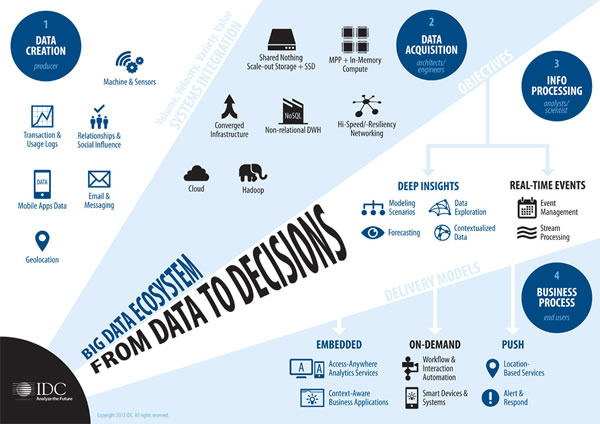 1
DATA
CREATION
producer
Machine & Sensors
Transaction &
Usage Logs
Relationships &
Social Influence
DATA
Mobile Apps Data
Email &
Messaging
Geolocation
Volume, Velocity, Variety, Value
SYSTEMS INTEGRATION
2
DATA
ACQUISITION
architects/
engineers
Shared Nothing
Scale-out Storage + SSD
MPP + In-Memory
Compute
Converged
Infrastructure
NoSQL
Non-relational DWH
Hi-Speed/-Resiliency
Networking
Cloud
Hadoop
OBJECTIVES
3
INFO
PROCESSING
analysts/
scientist
DEEP INSIGHTS
Modeling
Scenarios
Data
Exploration
Forecasting
Contextualized
Data
REAL-TIME EVENTS
Event
Management
Stream
Processing
BIG DATA ECOSYSTEM
FROM DATA TO DECISIONS
DELIVERY MODELS
4
BUSINESS
PROCESS
end users
EMBEDDED
A A
Access-Anywhere
Analytics Services
Context-Aware
Business Applications
ON-DEMAND
Workflow &
Interaction
Automation
Smart Devices &
Systems
PUSH
Location-
Based Services
Alert &
Respond
IDC
Analyze the Future
Copyright 2012 IDC. All rights reserved.